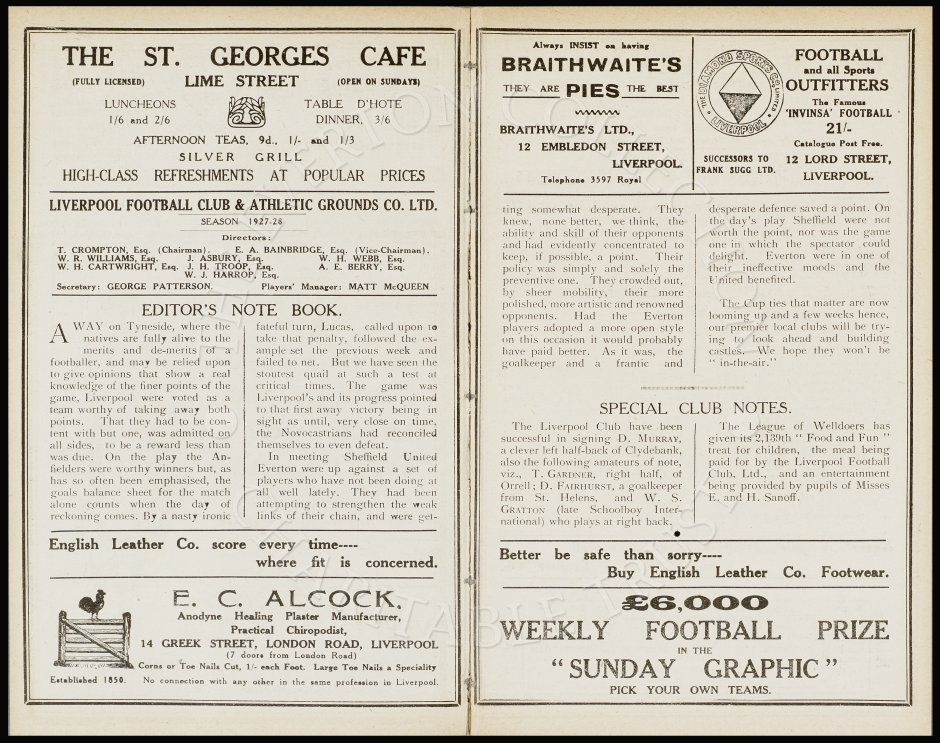 THE ST. GEORGES CAFE
(FULLY LICENSED) LIME STREET (OPEN ON SUNDAYS)
LUNCHEONS
1/6 and 2/6
TABLE D'HOTE
DINNER, 3/6
AFTERNOON TEAS, 9d., 1/- and 1/3
SILVER GRILL
HIGH-CLASS REFRESHMENTS AT POPULAR PRICES
LIVERPOOL FOOTBALL CLUB & ATHLETIC GROUNDS CO. LTD.
SEASON 1927-28
Directors:
T. CROMPTON, Esq. (Chairman). E. A. BAINBRIDGE, Esq. (Vice-Chairman).
W. R. WILLIAMS, Esq. J. ASBURY, Esq. W. H. WEBB, Esq.
W. H. CARTWRIGHT, Esq. J. H. TROOP, Esq. A. E. BERRY, Esq.
W. J. HARROP, Esq.
Secretary: GEORGE PATTERSON. Players' Manager: MATT McQUEEN
EDITOR'S NOTE BOOK.
AWAY on Tyneside, where the
natives are fully alive to the
merits and de-merits of a
footballer, and may be relied upon
to give opinions that show a real
knowledge of the finer points of the
game, Liverpool were voted as a
team worthy of taking away both
points. That they had to be con-
tent with but one, was admitted on
all sides, to be a reward less than
was due. On the play the An-
fielders were worthy winners but, as
has so often been emphasised, the
goals balance sheet for the match
alone counts when the day of
reckoning comes. By a nasty ironic
fateful turn, Lucas, called upon to
take that penalty, followed the ex-
ample set the previous week and
failed to net. But we have seen the
stoutest quail at such a test at
critical times. The game was
Liverpool's and its progress pointed
to that first away victory being in
sight as until, very close on time,
the Novocastrians had reconciled
themselves to even defeat.
In meeting Sheffield United
Everton were up against a set of
players who have not been doing at
all well lately. They had been
attempting to strengthen the weak
links of their chain, and were get-
English Leather Co. score every time----
where fit is concerned.
E. C. ALCOCK.
Anodyne Healing Plaster Manufacturer,
Practical Chiropodist,
14 GREEK STREET, LONDON ROAD, LIVERPOOL
(7 doors from London Road)
Corns or Toe Nails Cut, 1/- each Foot. Large Toe Nails a Speciality
Established 1850. No connection with any other in the same profession in Liverpool.
Always INSIST on having
BRAITHWAITE'S
THEY ARE PIES THE BEST
BRAITHWAITE'S LTD.,
12 EMBLEDON STREET,
LIVERPOOL.
Telephone 3597 Royal
THE DIAMOND SPORTS CO. LIMITED
LIVERPOOL
SUCCESSORS TO
FRANK SUGG LTD.
FOOTBALL
and all Sports
OUTFITTERS
The Famous
'INVINSA' FOOTBALL
21/-
Catalogue Post Free.
12 LORD STREET,
LIVERPOOL.
ting somewhat desperate. They
knew, none better, we think, the
ability and skill of their opponents
and had evidently concentrated to
keep, if possible, a point. Their
policy was simply and solely the
preventive one. They crowded out,
by sheer mobility, their more
polished, more artistic and renowned
opponents. Had the Everton
players adopted a more open style
on this occasion it would probably
have paid better. As it was, the
goalkeeper and a frantic and
desperate defence saved a point. On
the day's play Sheffield were not
worth the point, nor was the game
one in which the spectator could
delight. Everton were in one of
their ineffective moods and the
United benefited.
The Cup ties that matter are now
looming up and a few weeks hence,
our premier local clubs will be try-
ing to look ahead and building
castles. We hope they won't be
" in-the-air."
SPECIAL CLUB NOTES.
The Liverpool Club have been
successful in signing D. MURRAY,
a clever left half-back of Clydebank,
also the following amateurs of note,
viz., T. GARDNER, right half, of
Orrell; D. FAIRHURST, a goalkeeper
from St. Helens, and W. S.
GRATTON (late Schoolboy Inter-
national) who plays at right back.
The League of Welldoers has
given its 2,139th " Food and Fun "
treat for children, the meal being
paid for by the Liverpool Football
Club, Ltd., and an entertainment
being provided by pupils of Misses
E. and H. Sanoff.
Better be safe than sorry----
Buy English Leather Co. Footwear.
£6,000
WEEKLY FOOTBALL PRIZE
IN THE
"SUNDAY GRAPHIC"
PICK YOUR OWN TEAMS.